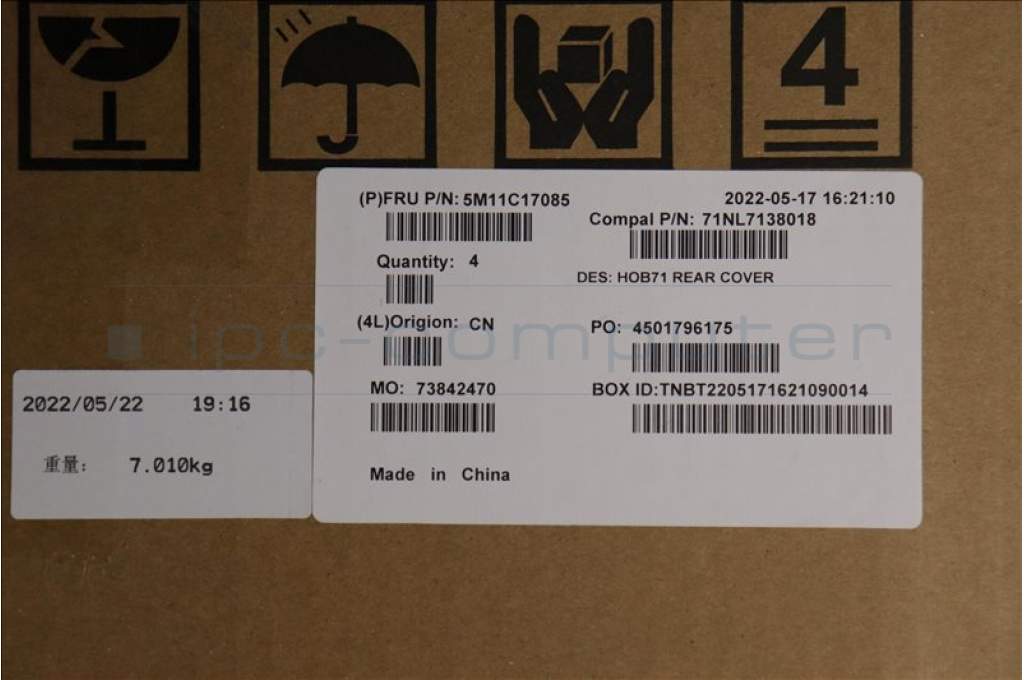 4
(P)FRU P/N: 5M11C17085
2022-05-17 16:21:10
Compal P/N: 71NL7138018
Quantity: 4
DES: HOB71 REAR COVER
(4L)Origion: CN
PO: 4501796175
ipc-computer
MO: 73842470
BOX ID:TNBT2205171621090014
Made in China
2022/05/22 19:16
重量: 7.010kg